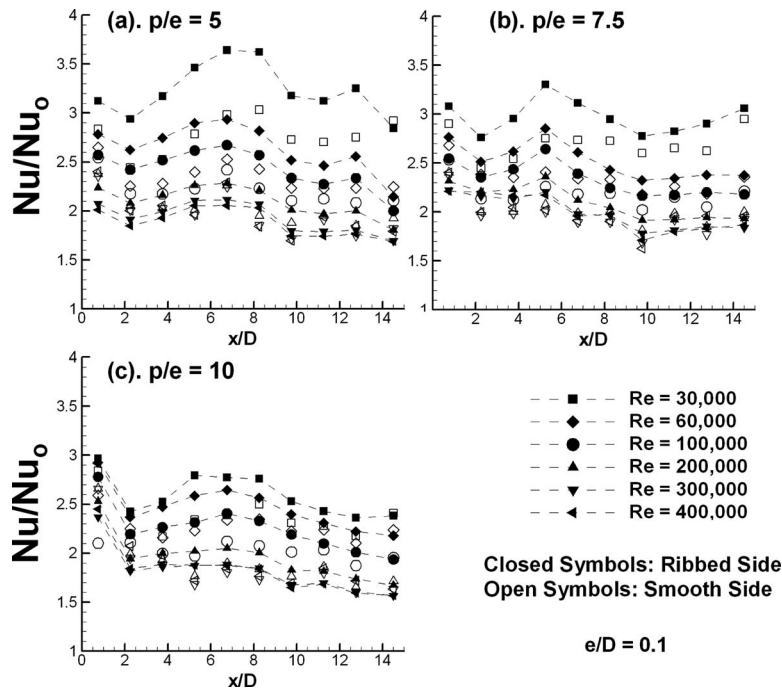 (a). p/e = 5
(b). p/e = 7.5
Nu/Nuo
4
3.5
3
2.5
2
1.5
1
0 2 4 6 8 10 12 14
x/D
4
3.5
3
2.5
2
1.5
1
0 2 4 6 8 10 12 14
x/D
(c). p/e = 10
Nu/Nuo
4
3.5
3
2.5
2
1.5
1
0 2 4 6 8 10 12 14
x/D
Re = 30,000
Re = 60,000
Re = 100,000
Re = 200,000
Re = 300,000
Re = 400,000
Closed Symbols: Ribbed Side
Open Symbols: Smooth Side
e/D = 0.1